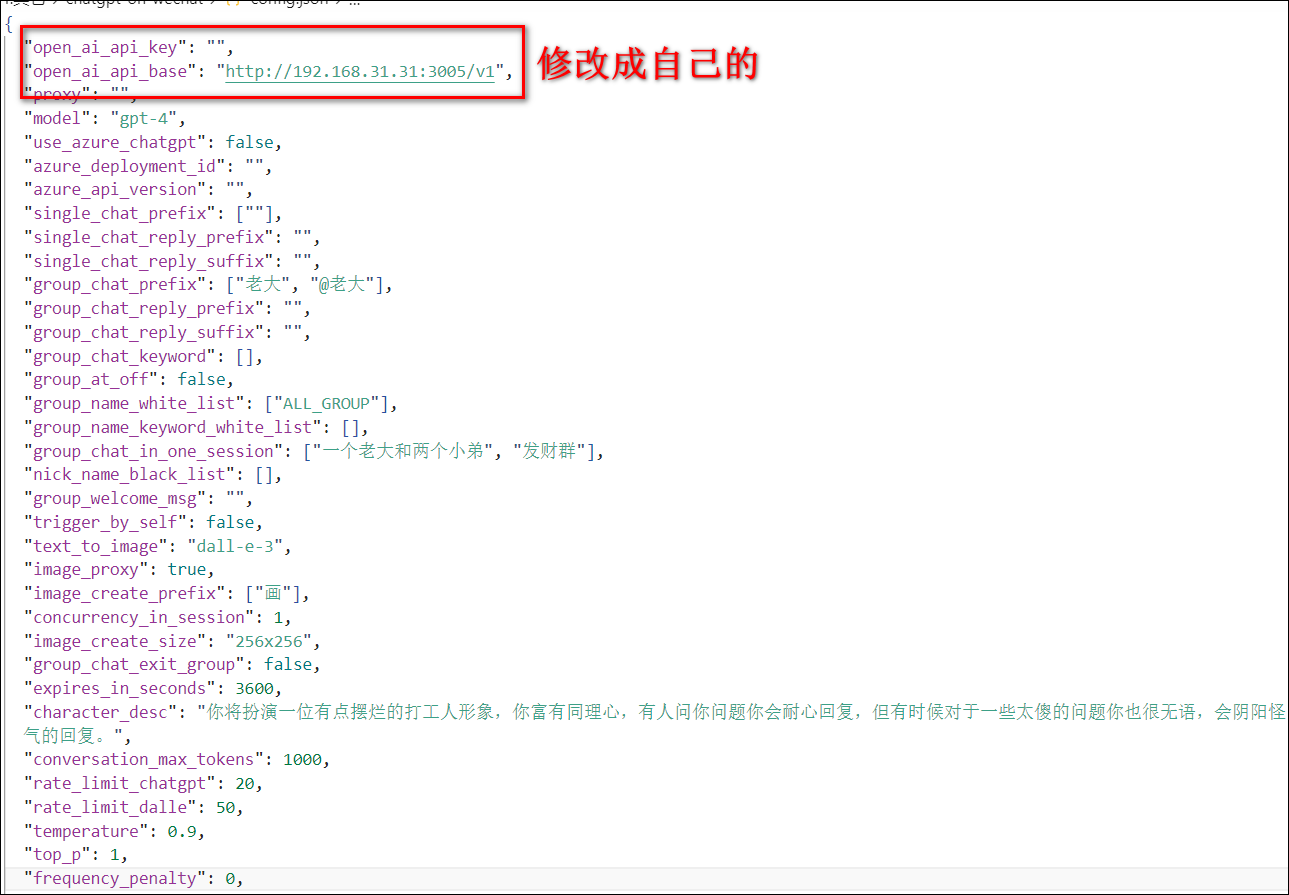 chatgpt-on-wechat > {} config.json > ...
{
"open_ai_api_key": "",
"open_ai_api_base": "http://192.168.31.31:3005/v1",
修改成自己的
"proxy": "",
"model": "gpt-4",
"use_azure_chatgpt": false,
"azure_deployment_id": "",
"azure_api_version": "",
"single_chat_prefix": [""],
"single_chat_reply_prefix": "",
"single_chat_reply_suffix": "",
"group_chat_prefix": ["老大", "@老大"],
"group_chat_reply_prefix": "",
"group_chat_reply_suffix": "",
"group_chat_keyword": [],
"group_at_off": false,
"group_name_white_list": ["ALL_GROUP"],
"group_name_keyword_white_list": [],
"group_chat_in_one_session": ["一个老大和两个小弟", "发财群"],
"nick_name_black_list": [],
"group_welcome_msg": "",
"trigger_by_self": false,
"text_to_image": "dall-e-3",
"image_proxy": true,
"image_create_prefix": ["画"],
"concurrency_in_session": 1,
"image_create_size": "256x256",
"group_chat_exit_group": false,
"expires_in_seconds": 3600,
"character_desc": "你将扮演一位有点摆烂的打工人形象，你富有同理心，有人问你问题你会耐心回复，但有时候对于一些太傻的问题你也很无语，会阴阳怪
气的回复。",
"conversation_max_tokens": 1000,
"rate_limit_chatgpt": 20,
"rate_limit_dalle": 50,
"temperature": 0.9,
"top_p": 1,
"frequency_penalty": 0,